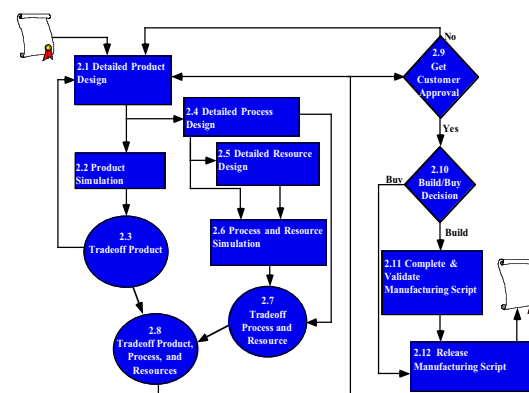 No
2.1 Detailed Product
Design
2.9
Get
Customer
Approval
2.4 Detailed Process
Design
Yes
2.5 Detailed Resource
Design
2.2 Product
Simulation
2.10
Build/Buy
Decision
Buy
2.3
Tradeoff Product
2.6 Process and Resource
Simulation
Build
2.11 Complete &
Validate
Manufacturing Script
2.7
Tradeoff
Process and
Resource
2.8
Tradeoff Product,
Process, and
Resources
2.12 Release
Manufacturing Script